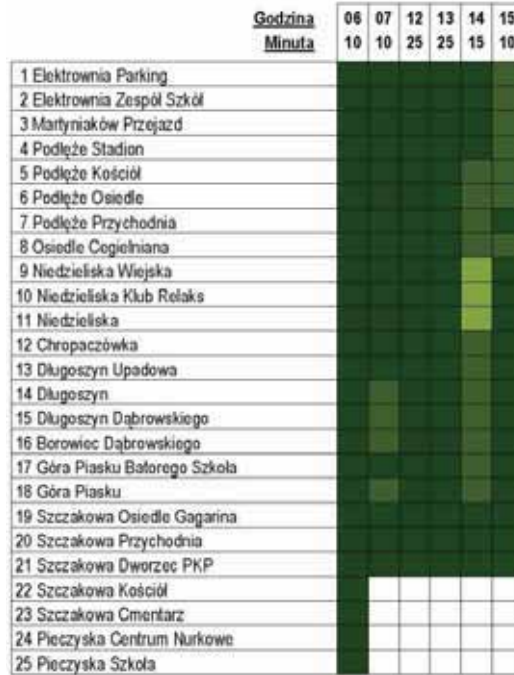 Godzina 06 07 12 13 14 15
Minuta 10 10 25 25 15 10
1 Elektrownia Parking
2 Elektrownia Zespół Szkół
3 Martyniaków Przejazd
4 Podłęże Stadion
5 Podłęże Kościół
6 Podłęże Osiedle
7 Podłęże Przychodnia
8 Osiedle Cegielniana
9 Niedzieliska Wiejska
10 Niedzieliska Klub Relaks
11 Niedzieliska
12 Chropaczówka
13 Długoszyn Upadowa
14 Długoszyn
15 Długoszyn Dąbrowskiego
16 Borowiec Dąbrowskiego
17 Góra Piasku Batorego Szkoła
18 Góra Piasku
19 Szczakowa Osiedle Gagarina
20 Szczakowa Przychodnia
21 Szczakowa Dworzec PKP
22 Szczakowa Kościół
23 Szczakowa Cmentarz
24 Pieczyska Centrum Nurkowe
25 Pieczyska Szkoła